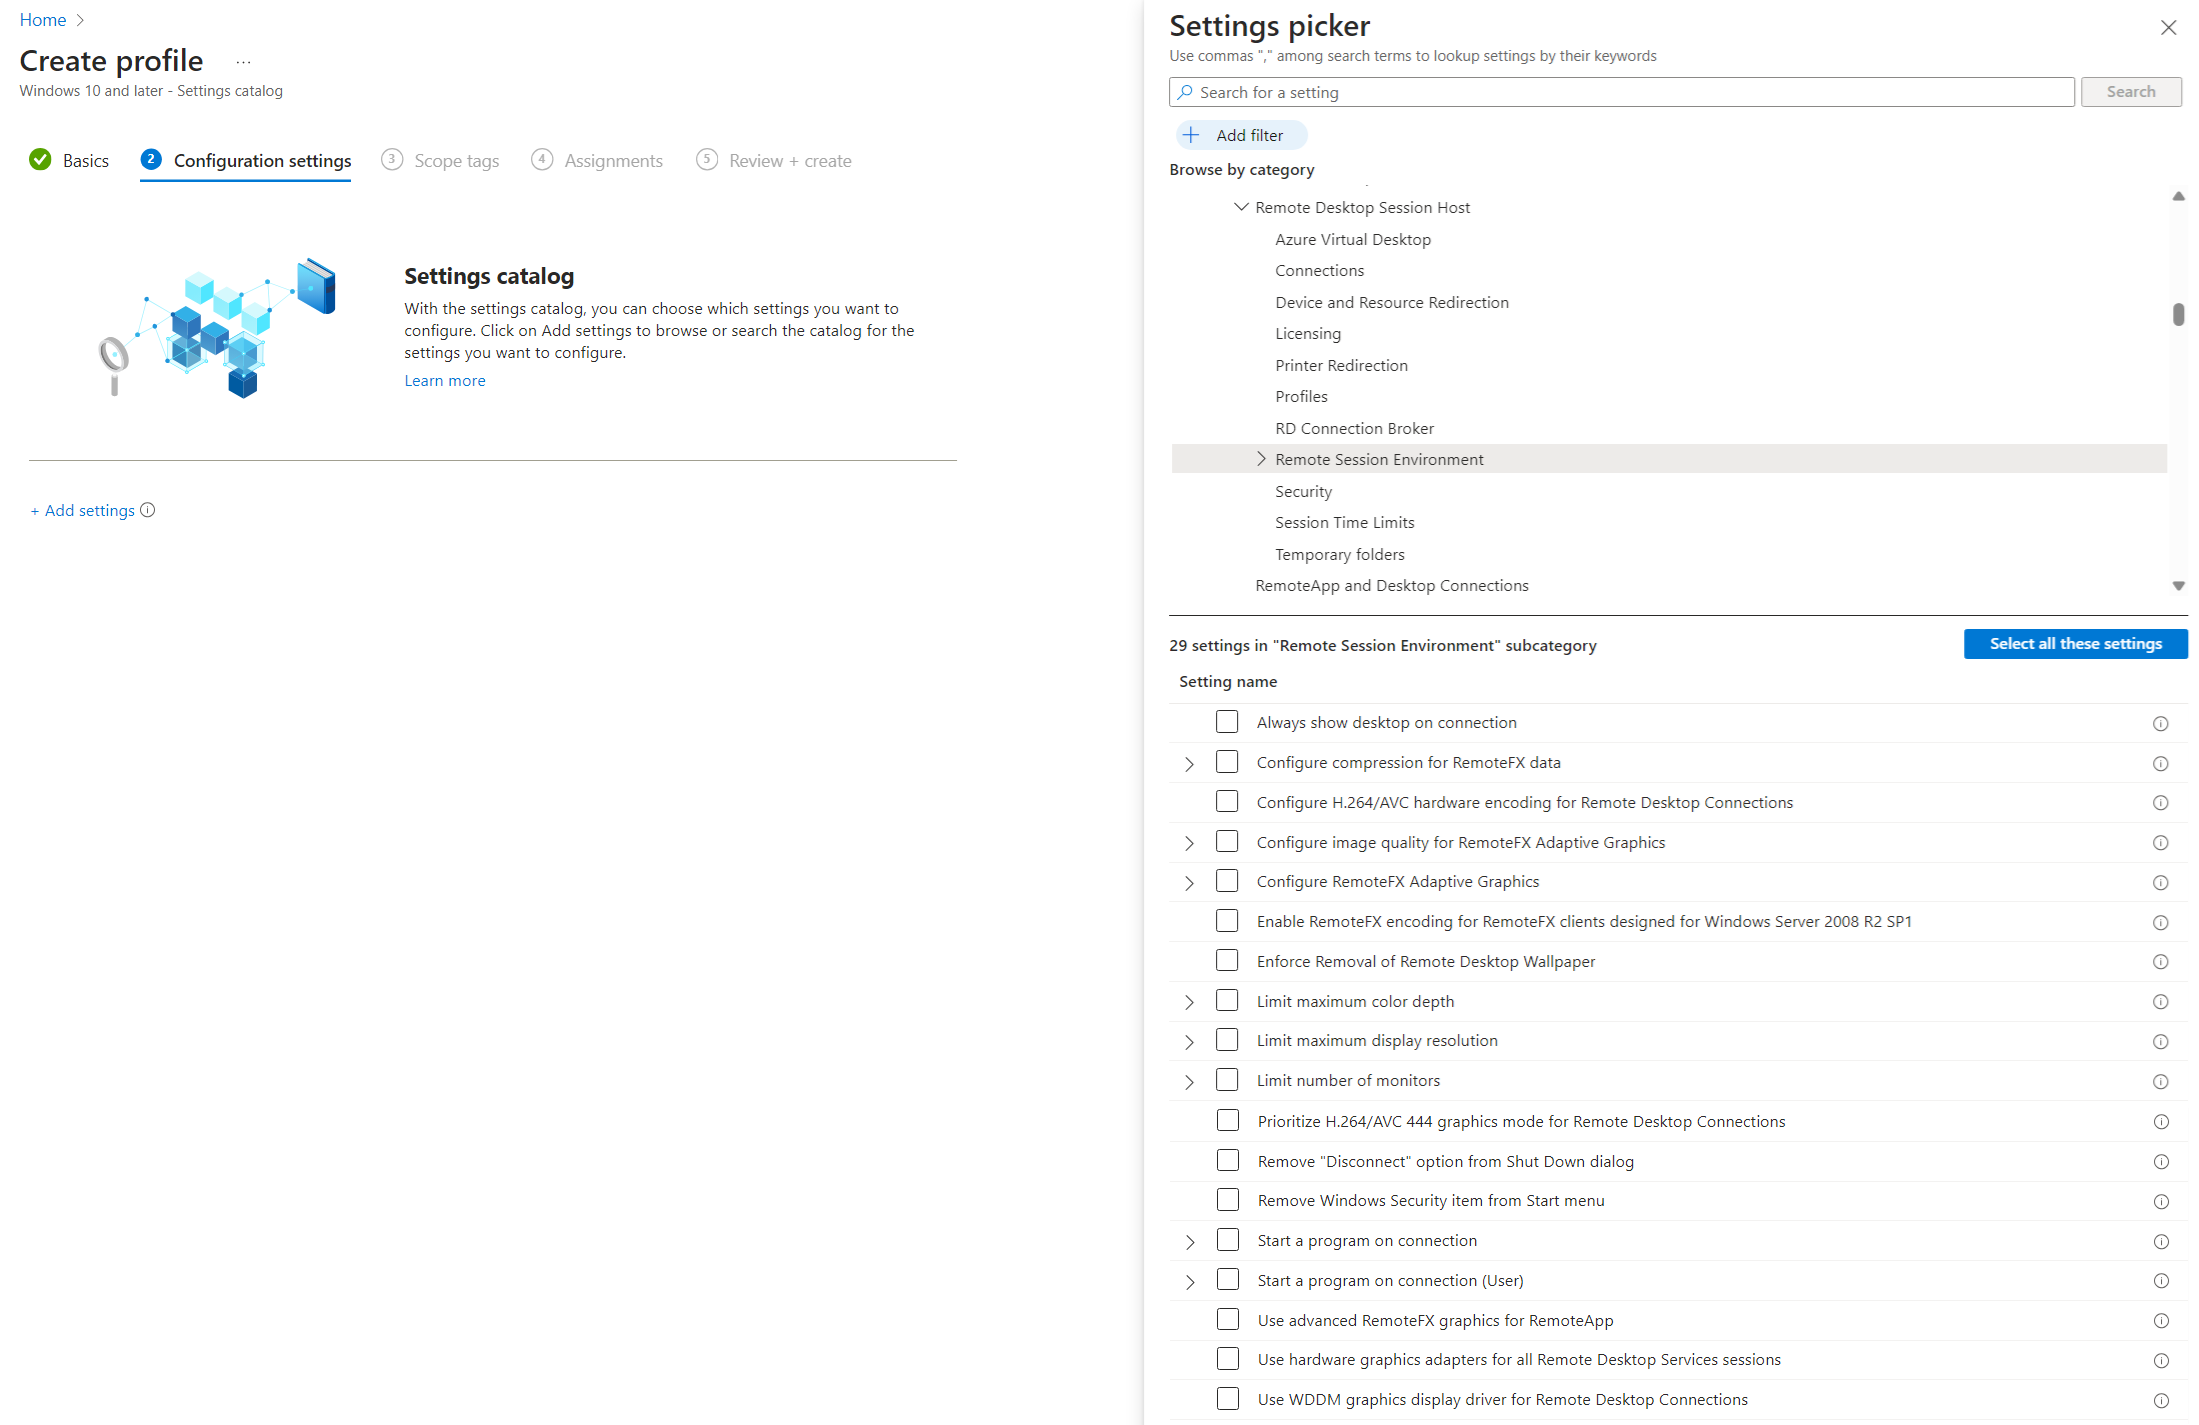 Home
Create profile ...
Windows 10 and later - Settings catalog
Basics
2 Configuration settings
3 Scope tags
4 Assignments
5 Review + create
Settings catalog
With the settings catalog, you can choose which settings you want to
configure. Click on Add settings to browse or search the catalog for the
settings you want to configure.
Learn more
+ Add settings
Settings picker
Use commas "," among search terms to lookup settings by their keywords
Search for a setting
Search
+ Add filter
Browse by category
Remote Desktop Session Host
Azure Virtual Desktop
Connections
Device and Resource Redirection
Licensing
Printer Redirection
Profiles
RD Connection Broker
Remote Session Environment
Security
Session Time Limits
Temporary folders
RemoteApp and Desktop Connections
29 settings in "Remote Session Environment" subcategory
Select all these settings
Setting name
Always show desktop on connection
Configure compression for RemoteFX data
Configure H.264/AVC hardware encoding for Remote Desktop Connections
Configure image quality for RemoteFX Adaptive Graphics
Configure RemoteFX Adaptive Graphics
Enable RemoteFX encoding for RemoteFX clients designed for Windows Server 2008 R2 SP1
Enforce Removal of Remote Desktop Wallpaper
Limit maximum color depth
Limit maximum display resolution
Limit number of monitors
Prioritize H.264/AVC 444 graphics mode for Remote Desktop Connections
Remove "Disconnect" option from Shut Down dialog
Remove Windows Security item from Start menu
Start a program on connection
Start a program on connection (User)
Use advanced RemoteFX graphics for RemoteApp
Use hardware graphics adapters for all Remote Desktop Services sessions
Use WDDM graphics display driver for Remote Desktop Connections